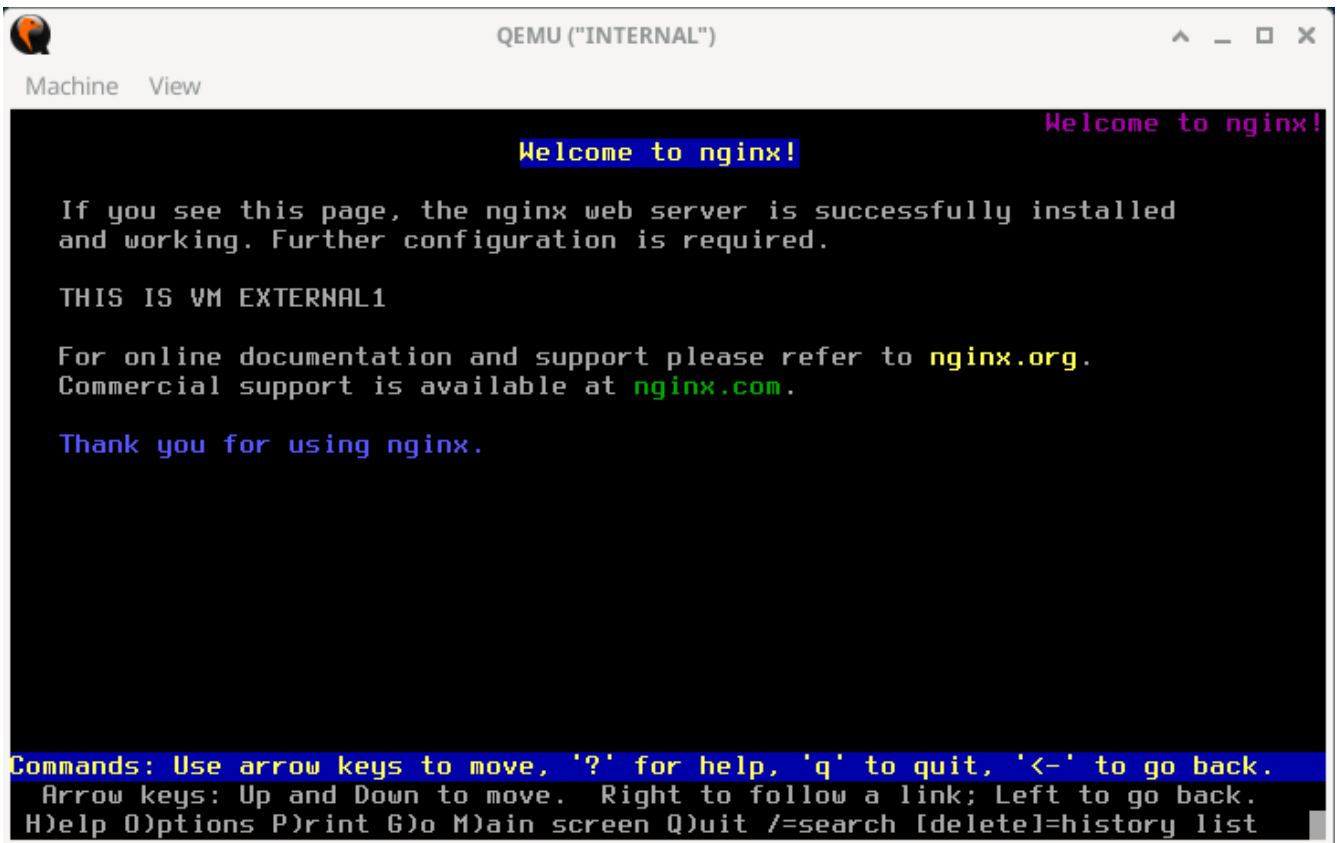 QEMU ("INTERNAL")
Machine View
Welcome to nginx!
Welcome to nginx!
If you see this page, the nginx web server is successfully installed
and working. Further configuration is required.
THIS IS VM EXTERNAL1
For online documentation and support please refer to nginx.org.
Commercial support is available at nginx.com.
Thank you for using nginx.
Commands: Use arrow keys to move, '?' for help, 'q' to quit, '<-' to go back.
Arrow keys: Up and Down to move. Right to follow a link; Left to go back.
H)elp O)ptions P)rint G)o M)ain screen Q)uit /=search [delete]=history list